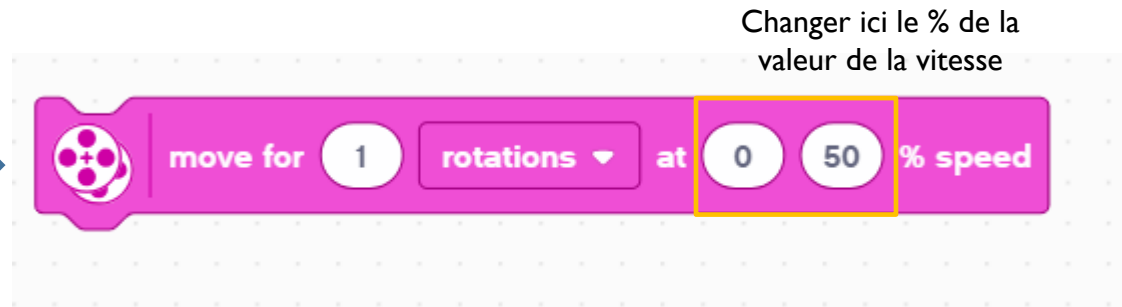 Changer ici le % de la
valeur de la vitesse
move for 1 rotations at 0 50 % speed